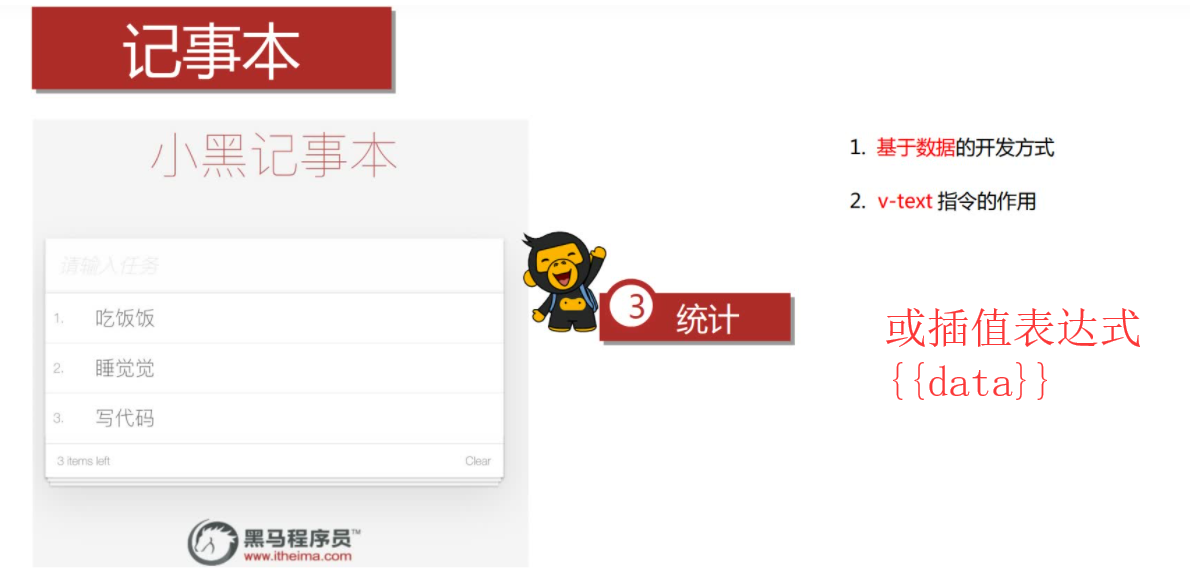 记事本
小黑记事本
请输入任务
1. 吃饭饭
2. 睡觉觉
3. 写代码
3 items left Clear
黑马程序员™
www.itheima.com
3 统计
1. 基于数据的开发方式
2. v-text 指令的作用
或插值表达式
{{data}}